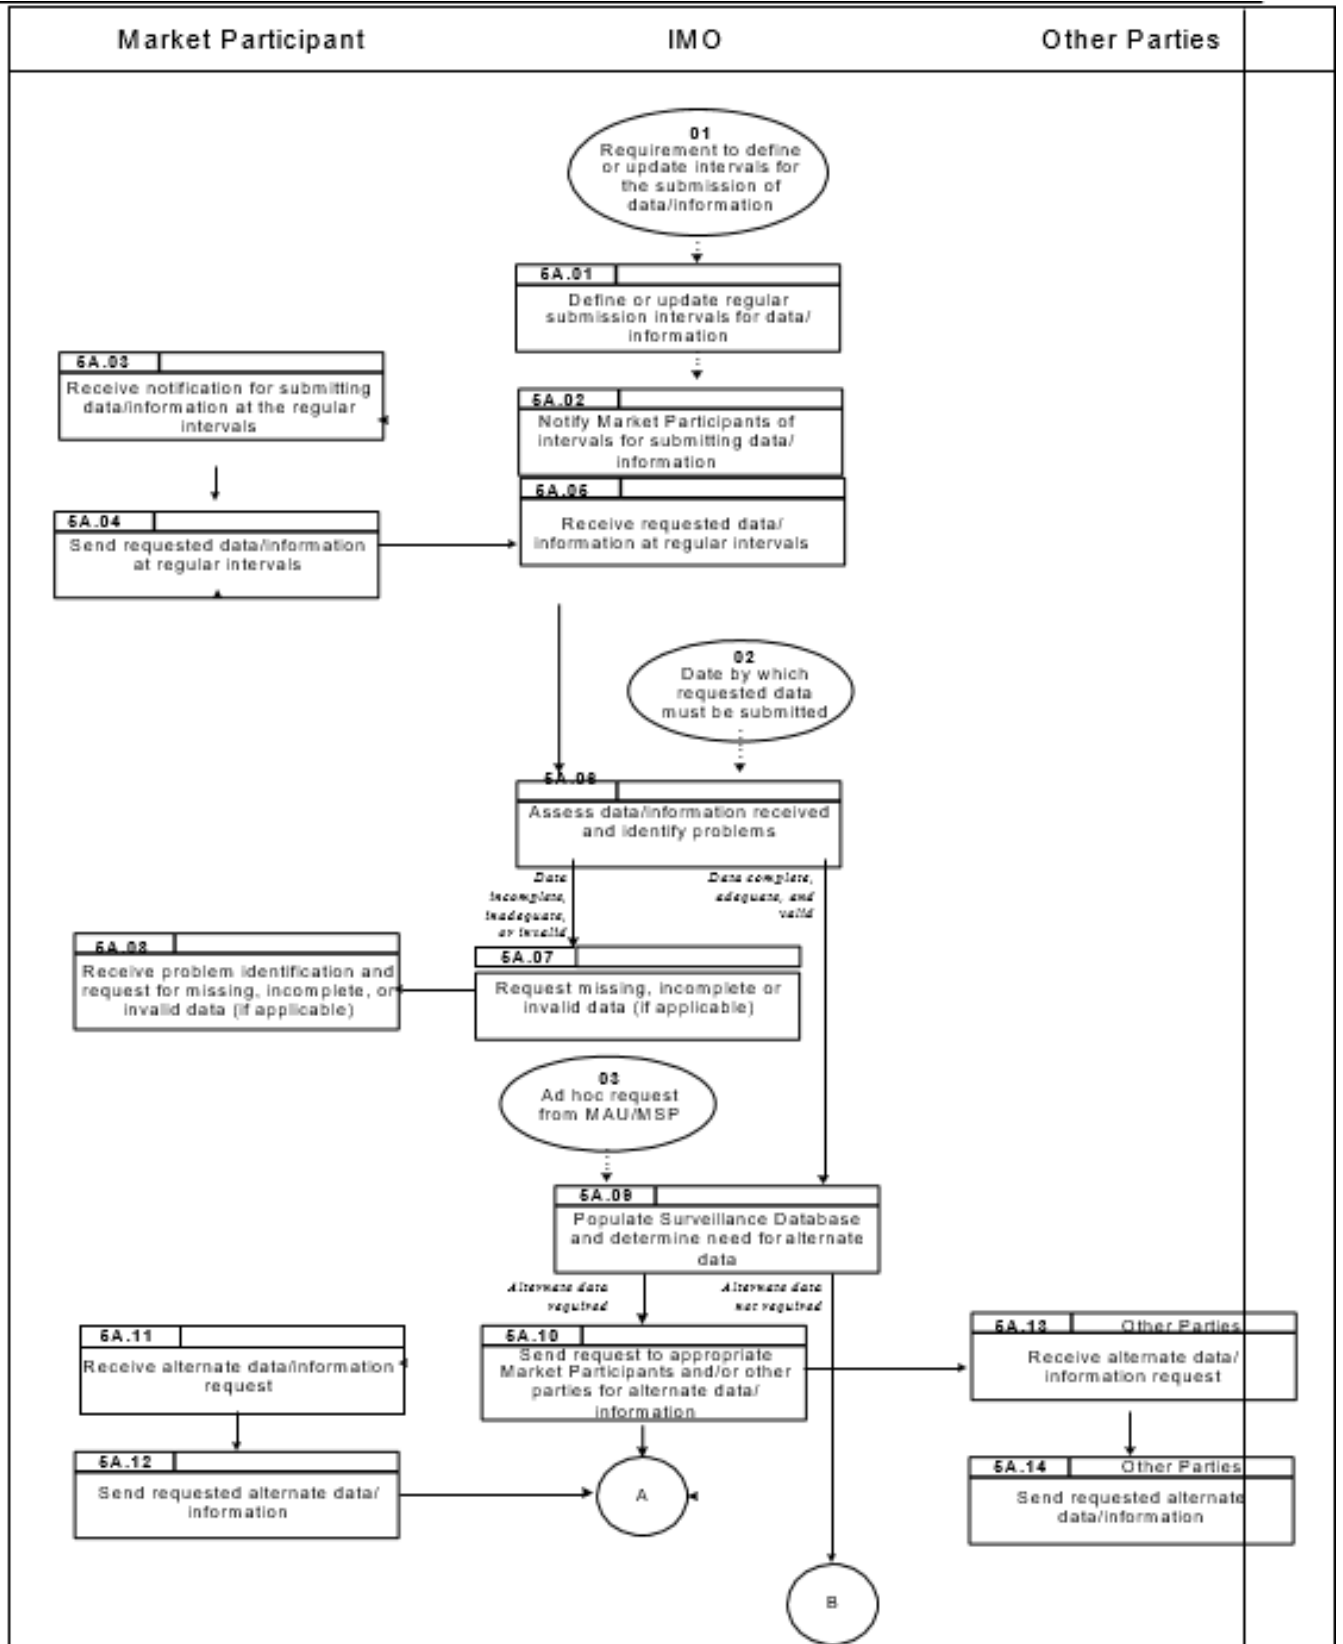 Market Participant
IMO
Other Parties
01
Requirement to define
or update intervals for
the submission of
data/information
5A.01
Define or update regular
submission intervals for data/
information
5A.03
Receive notification for submitting
data/information at the regular
intervals
5A.02
Notify Market Participants of
intervals for submitting data/
information
5A.05
Receive requested data/
information at regular intervals
5A.04
Send requested data/information
at regular intervals
02
Date by which
requested data
must be submitted
5A.06
Assess data/information received
and identify problems
Data
incomplete,
inadequate,
or invalid
Data complete,
adequate, and
valid
5A.08
Receive problem identification and
request for missing, incomplete, or
invalid data (if applicable)
5A.07
Request missing, incomplete or
invalid data (if applicable)
03
Ad hoc request
from MAU/MSP
5A.09
Populate Surveillance Database
and determine need for alternate
data
Alternate data
required
Alternate data
not required
5A.11
Receive alternate data/information
request
5A.10
Send request to appropriate
Market Participants and/or other
parties for alternate data/
information
5A.13 Other Parties
Receive alternate data/
information request
5A.12
Send requested alternate data/
information
A
5A.14 Other Parties
Send requested alternate
data/information
B